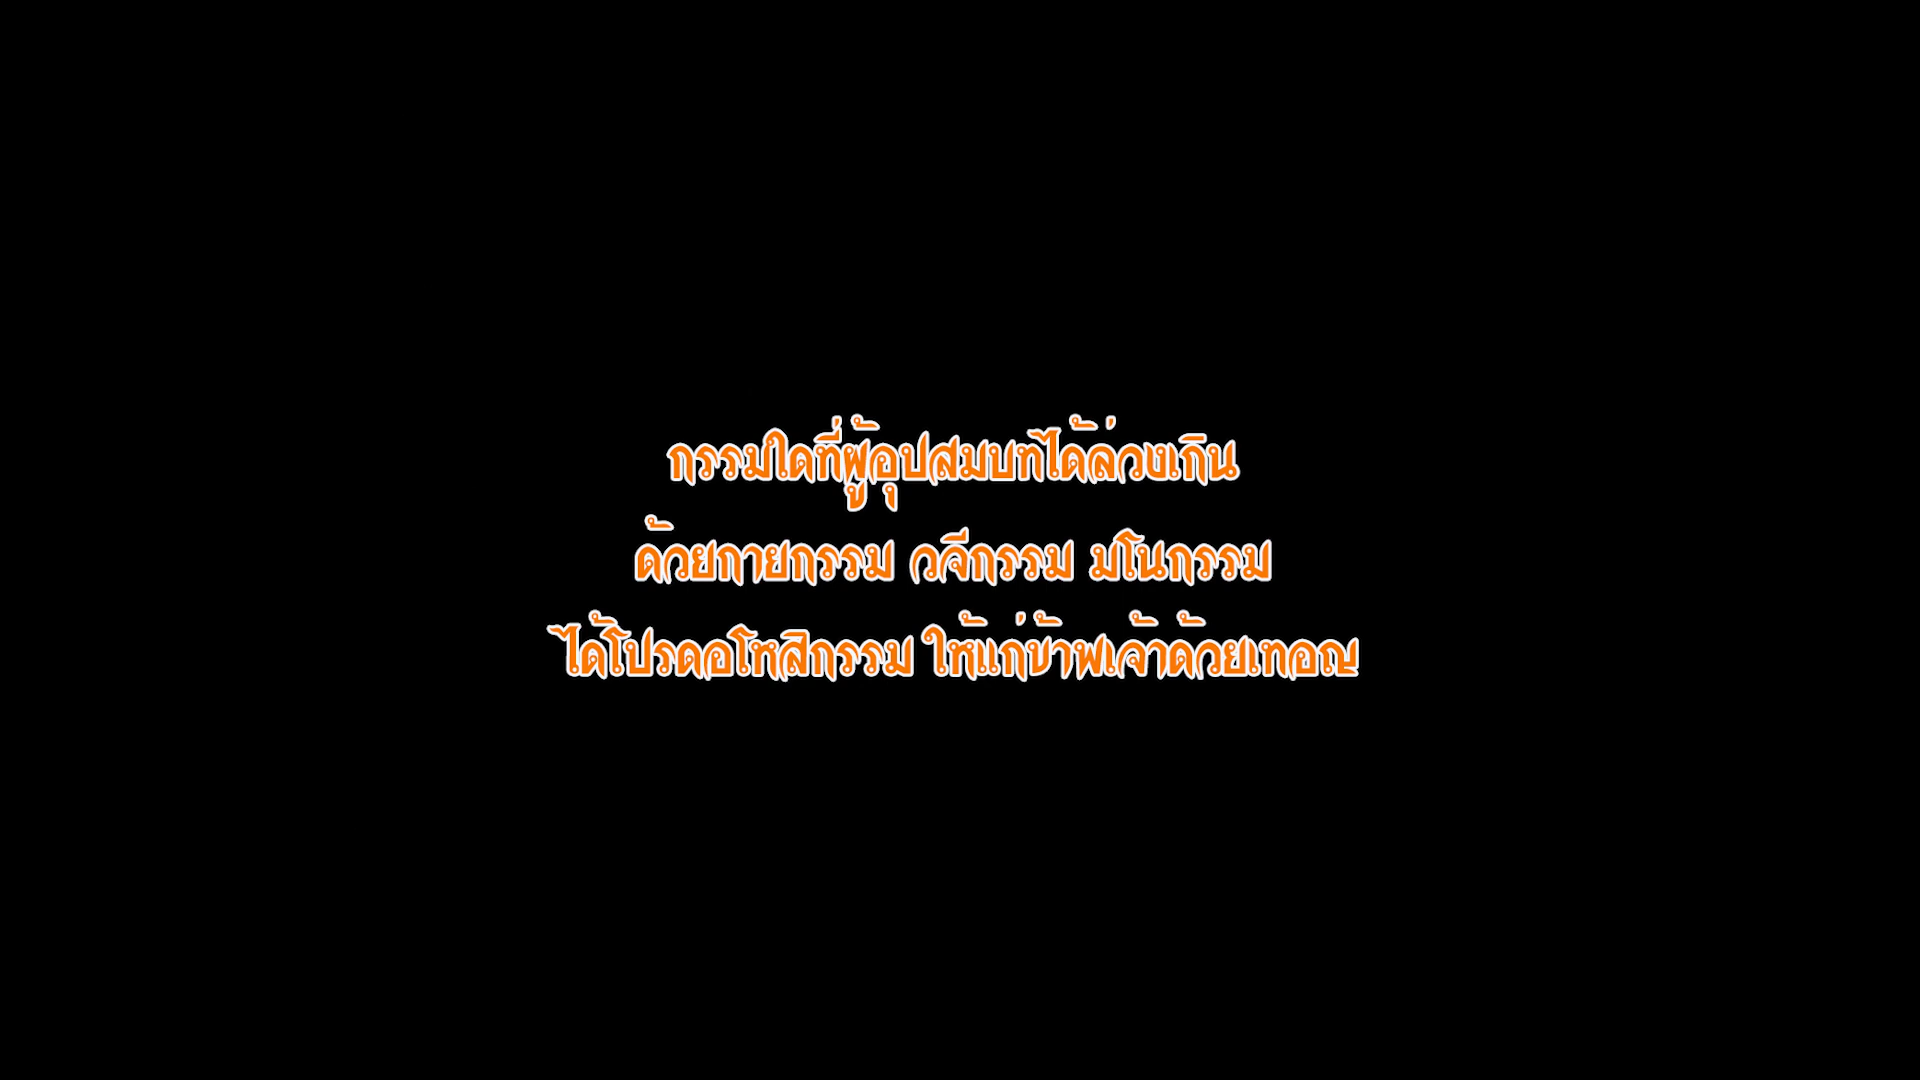 กรรมใดที่ผู้อุปสมบทได้ล่วงเกิน
ด้วยกายกรรม วจีกรรม มโนกรรม
ได้โปรดอโหสิกรรม ให้แก่ข้าพเจ้าด้วยเทอญ